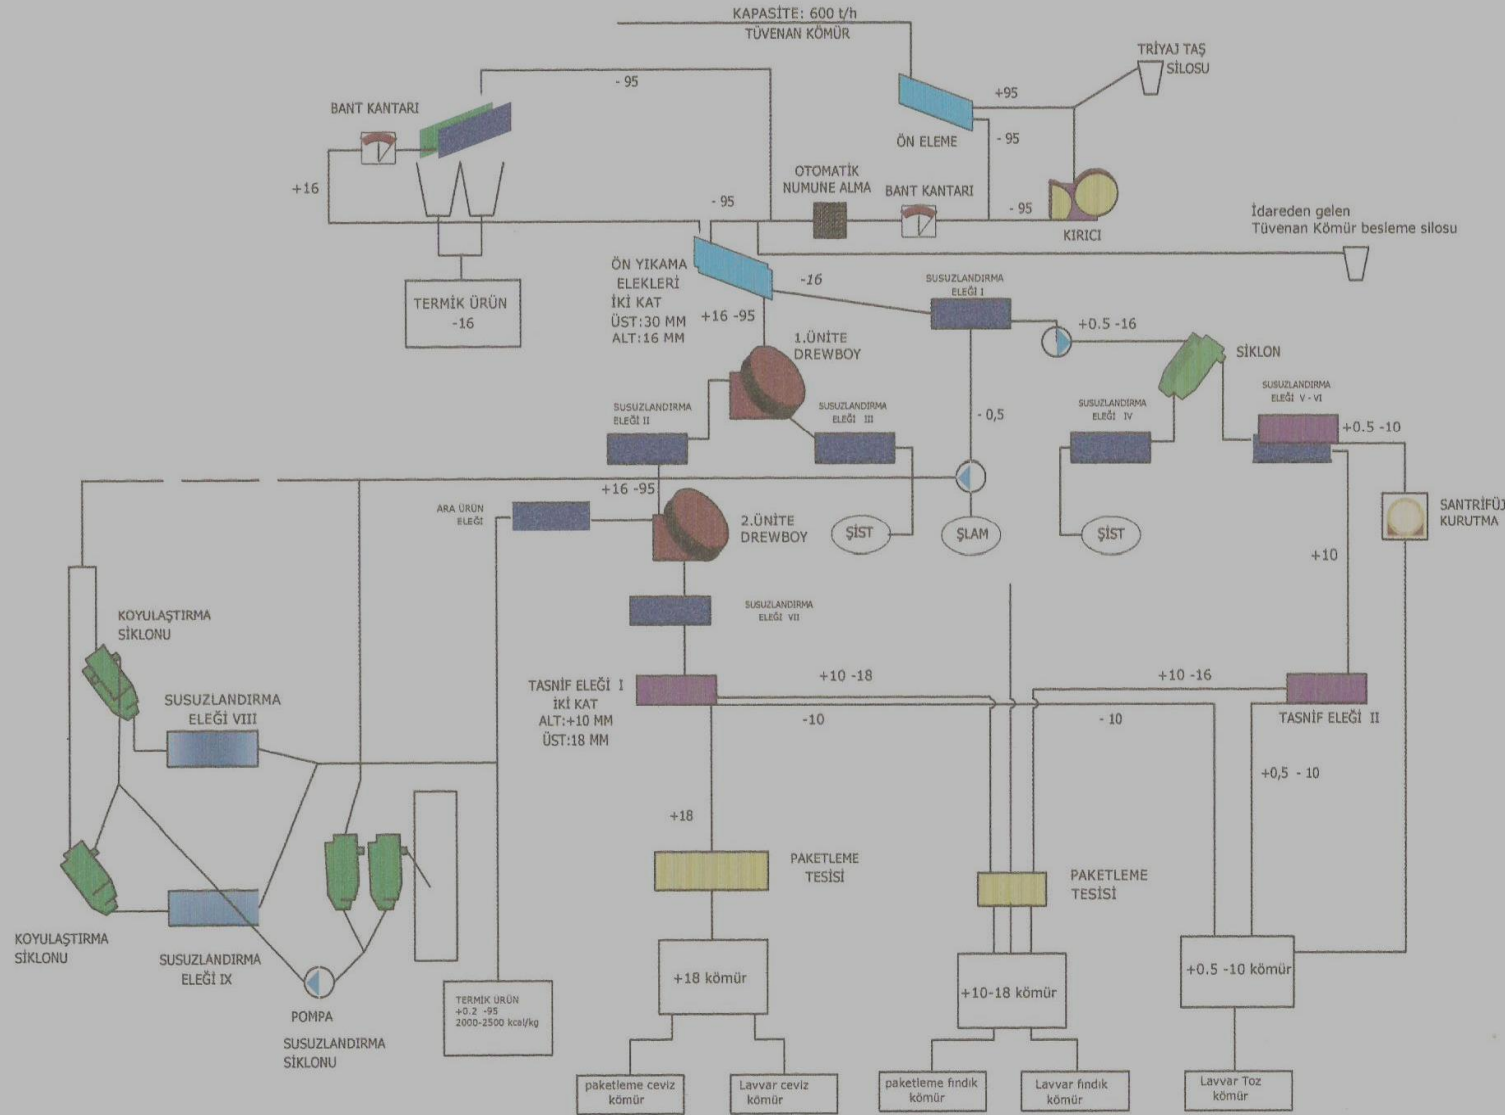 KAPASİTE: 600 t/h
TÜVENAN KÖMÜR
TRİYAJ TAŞ
SİLOSU
- 95
+95
BANT KANTARI
ÖN ELEME
- 95
OTOMATİK
NUMUNE ALMA
BANT KANTARI
+16
- 95
- 95
KIRICI
İdareden gelen
Tüvenan Kömür besleme silosu
ÖN YIKAMA
ELEKLERİ
İKİ KAT
ÜST:30 MM
ALT:16 MM
-16
SUSUZLANDIRMA
ELEĞİ I
TERMİK ÜRÜN
-16
+16 -95
+0.5 -16
1.ÜNİTE
DREWBOY
SİKLON
SUSUZLANDIRMA
ELEĞİ II
SUSUZLANDIRMA
ELEĞİ III
- 0,5
SUSUZLANDIRMA
ELEĞİ IV
SUSUZLANDIRMA
ELEĞİ V - VI
+0.5 -10
+16 -95
ARA ÜRÜN
ELEĞİ
2.ÜNİTE
DREWBOY
ŞİST
ŞLAM
ŞİST
SANTRİFÜJ
KURUTMA
+10
KOYULAŞTIRMA
SİKLONU
SUSUZLANDIRMA
ELEĞİ VII
SUSUZLANDIRMA
ELEĞİ VIII
TASNİF ELEĞİ I
İKİ KAT
ALT:+10 MM
ÜST:18 MM
+10 -18
-10
+10 -16
- 10
TASNİF ELEĞİ II
+0,5 - 10
+18
PAKETLEME
TESİSİ
PAKETLEME
TESİSİ
KOYULAŞTIRMA
SİKLONU
SUSUZLANDIRMA
ELEĞİ IX
POMPA
SUSUZLANDIRMA
SİKLONU
TERMİK ÜRÜN
+0.2 -95
2000-2500 kcal/kg
+18 kömür
+10-18 kömür
+0.5 -10 kömür
paketleme ceviz
kömür
Lavvar ceviz
kömür
paketleme fındık
kömür
Lavvar fındık
kömür
Lavvar Toz
kömür